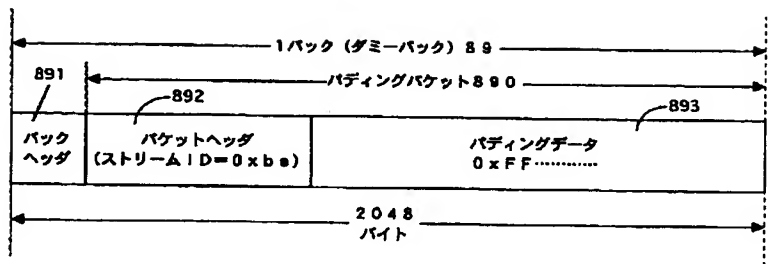 1パック(ダミーパック)89
891
パディングパケット890
892
893
パック
ヘッダ
パケットヘッダ
(ストリームID=0xbe)
パディングデータ
0xFF…………
2048
バイト